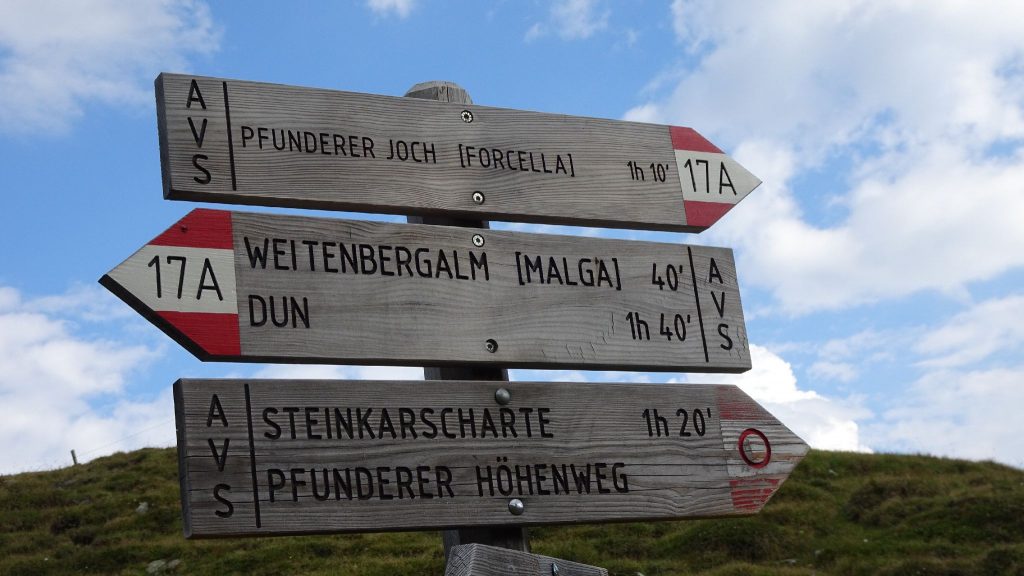 AVS PFUNDERER JOCH [FORCELLA] 1h 10' 17A
17A WEITENBERGALM [MALGA] 40' AVS
DUN 1h 40'
AVS STEINKARSCHARTE 1h 20'
PFUNDERER HÖHENWEG